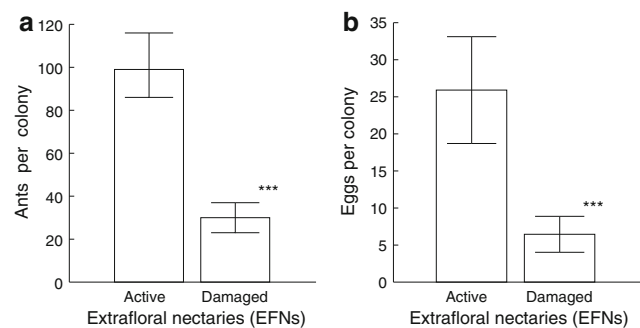 a
120
100
80
60
40
20
0
Ants per colony
***
Active Damaged
Extrafloral nectaries (EFNs)
b
35
30
25
20
15
10
5
0
Eggs per colony
***
Active Damaged
Extrafloral nectaries (EFNs)